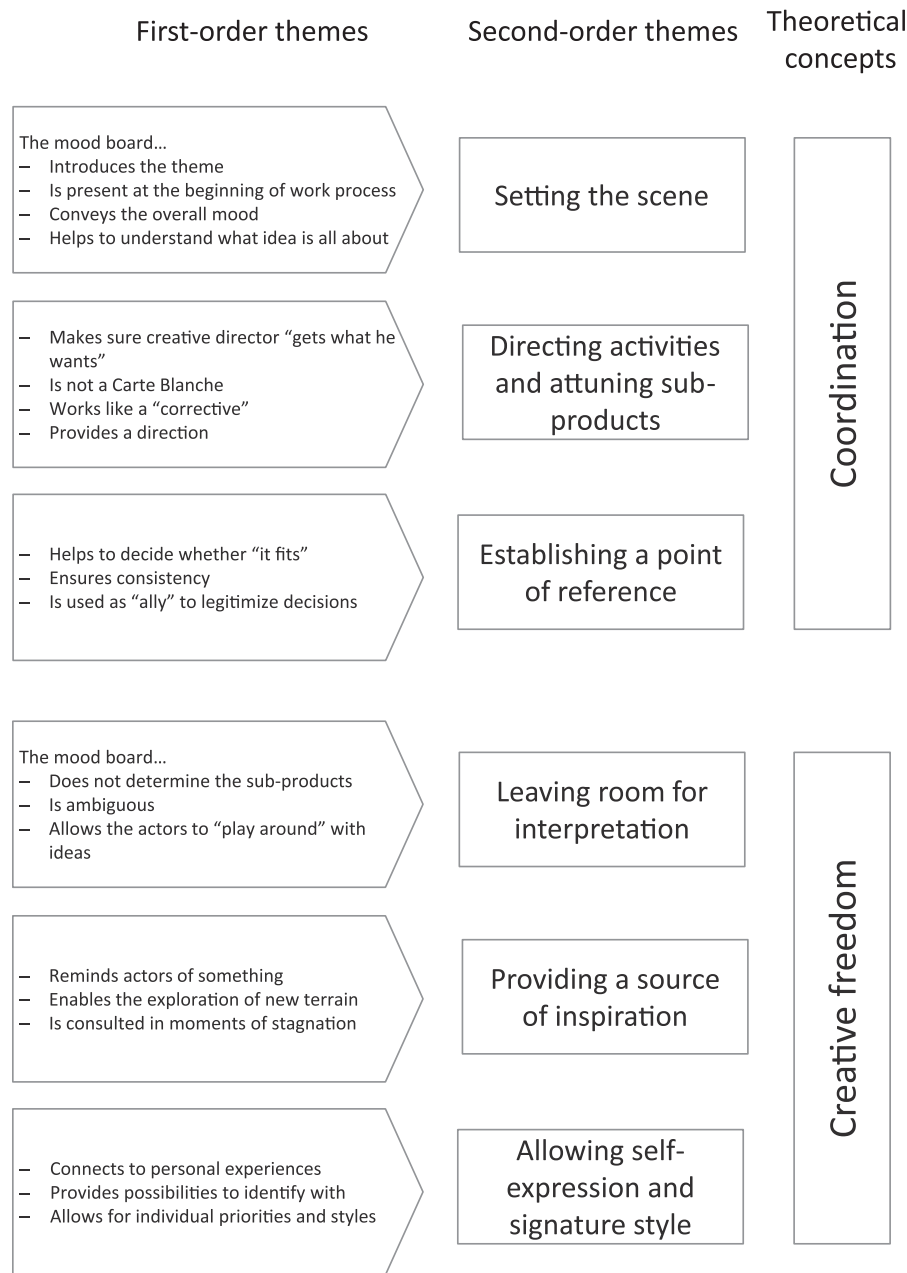 First-order themes
Second-order themes
Theoretical
concepts
The mood board…
– Introduces the theme
– Is present at the beginning of work process
– Conveys the overall mood
– Helps to understand what idea is all about
Setting the scene
– Makes sure creative director “gets what he
wants”
– Is not a Carte Blanche
– Works like a “corrective”
– Provides a direction
Directing activities
and attuning sub-
products
– Helps to decide whether “it fits”
– Ensures consistency
– Is used as “ally” to legitimize decisions
Establishing a point
of reference
Coordination
The mood board…
– Does not determine the sub-products
– Is ambiguous
– Allows the actors to “play around” with
ideas
Leaving room for
interpretation
– Reminds actors of something
– Enables the exploration of new terrain
– Is consulted in moments of stagnation
Providing a source
of inspiration
– Connects to personal experiences
– Provides possibilities to identify with
– Allows for individual priorities and styles
Allowing self-
expression and
signature style
Creative freedom